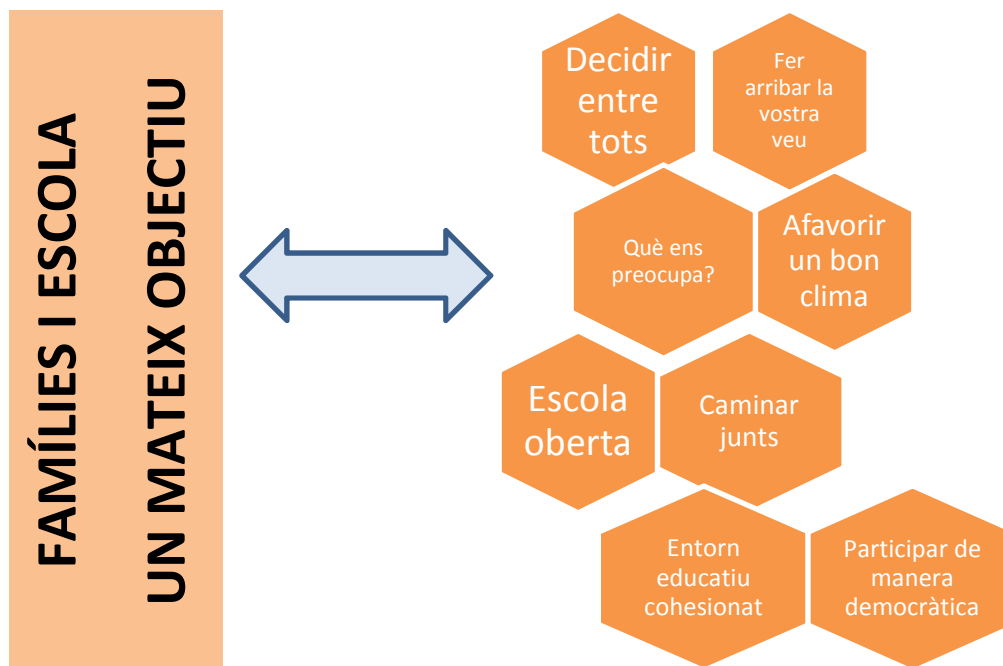 FAMÍLIES I ESCOLA
UN MATEIX OBJECTIU
Decidir
entre
tots
Fer
arribar la
vostra
veu
Què ens
preocupa?
Afavorir
un bon
clima
Escola
oberta
Caminar
junts
Entorn
educatiu
cohesionat
Participar de
manera
democràtica